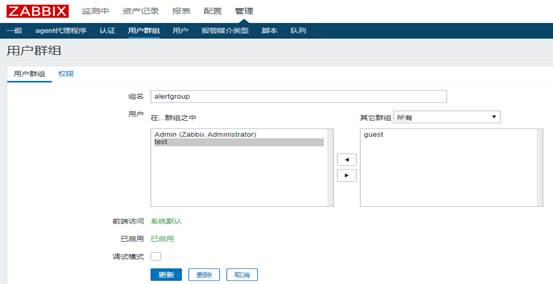 ZABBIX 监测中 资产记录 报表 配置 管理
一般 agent代理程序 认证 用户群组 用户 报警媒介类型 脚本 队列
用户群组
用户群组 权限
组名 alertgroup
用户 在...群组之中 其它群组 所有
Admin (Zabbix Administrator) guest
test
前端访问 系统默认
已启用 已启用
调试模式
更新 删除 取消